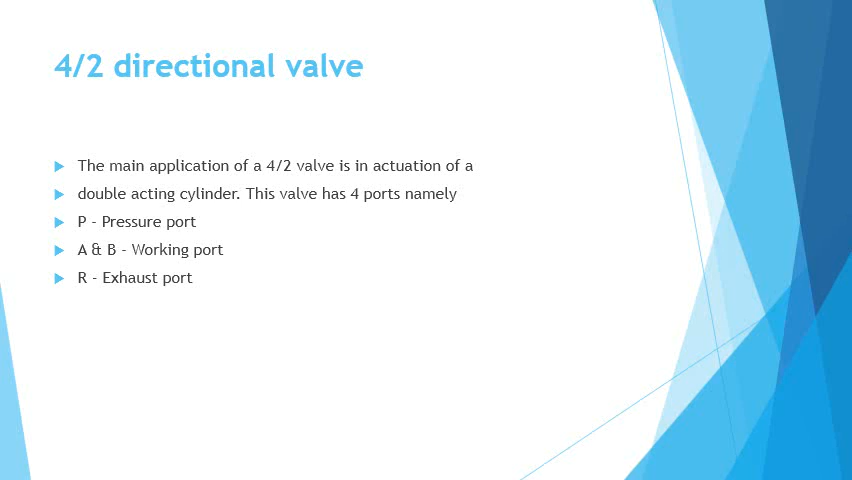 4/2 directional valve
The main application of a 4/2 valve is in actuation of a
double acting cylinder. This valve has 4 ports namely
P - Pressure port
A & B - Working port
R - Exhaust port